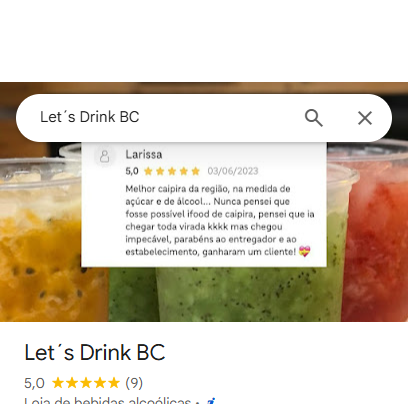 Let´s Drink BC
Larissa
5,0 ★★★★★ 03/06/2023
Melhor caipira da região, na medida de
açúcar e de álcool... Nunca pensei que
fosse possivel ifood de caipira, pensei que ia
chegar toda virada kkkk mas chegou
impecável, parabéns ao entregador e ao
estabelecimento, ganharam um cliente! 💝
Let´s Drink BC
5,0 ★★★★★ (9)
Loja de bebidas alcoólicas ·